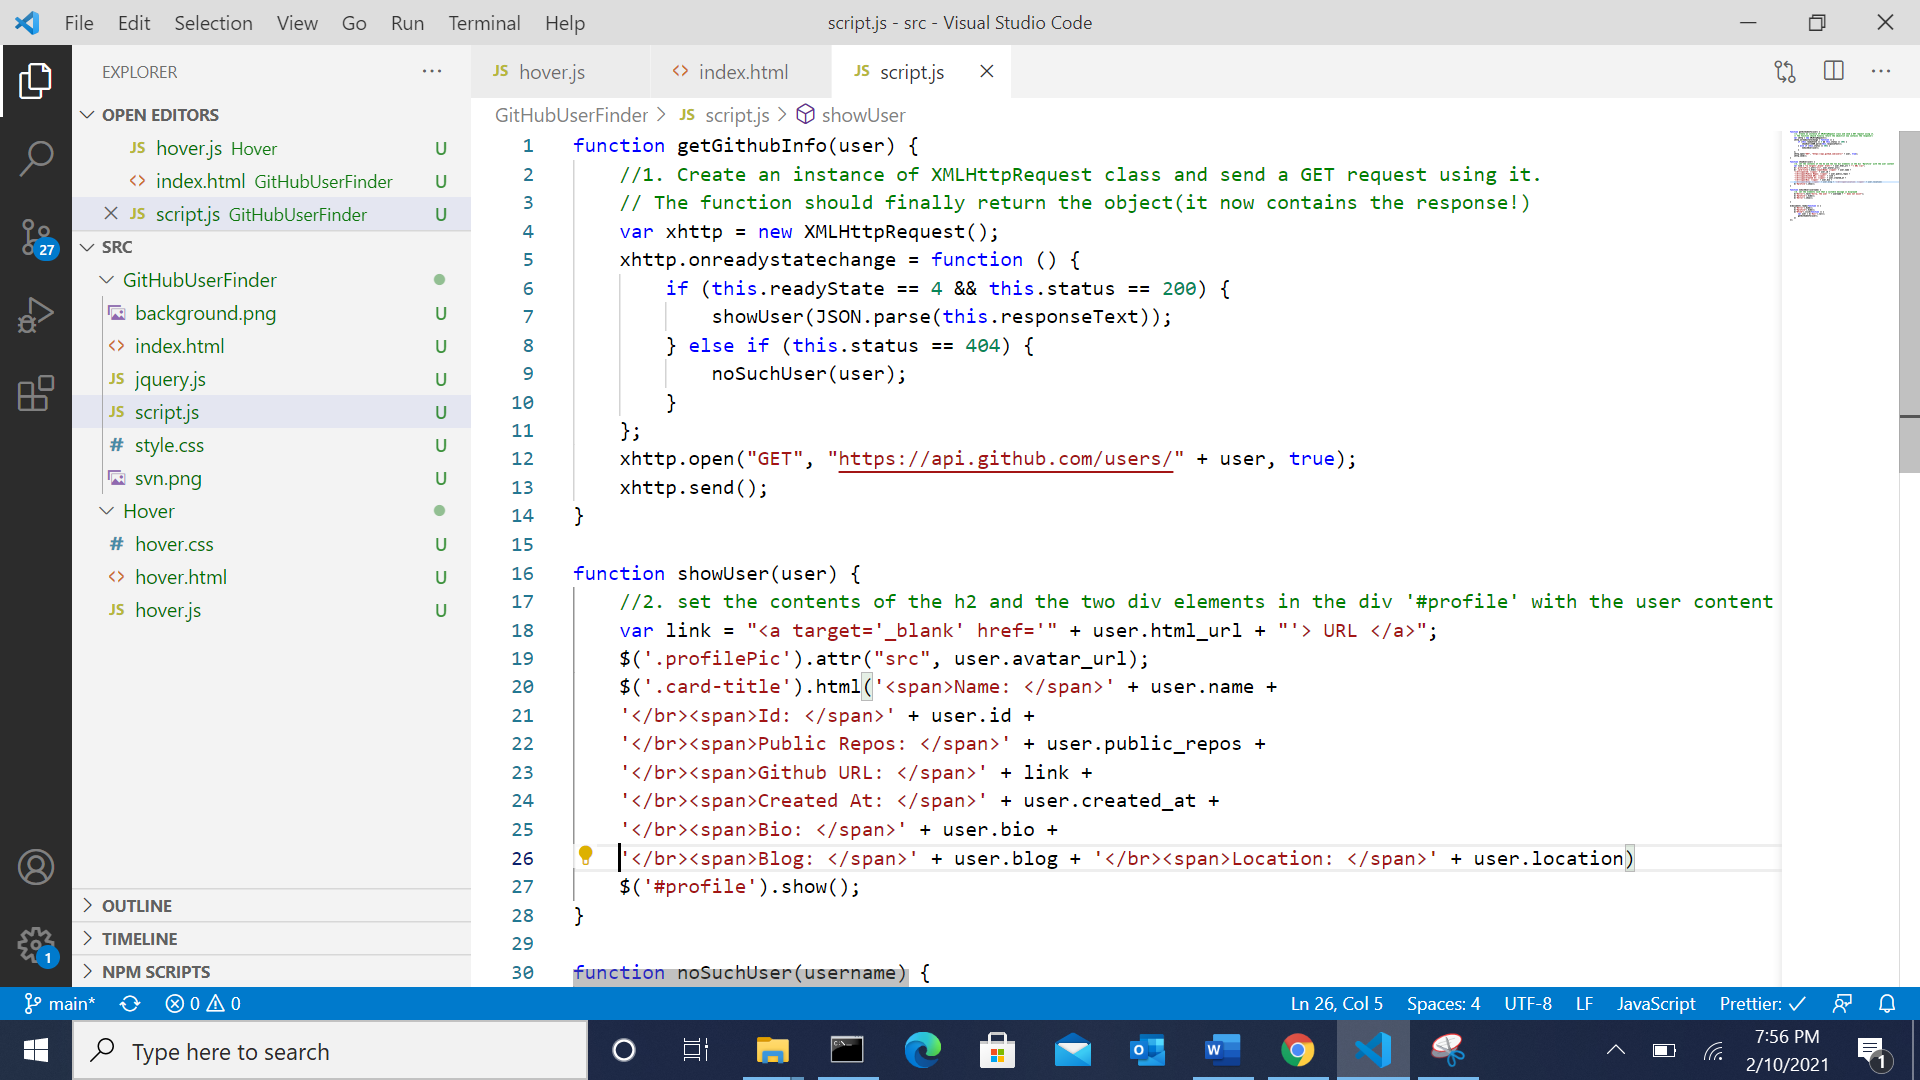 File Edit Selection View Go Run Terminal Help script.js - src - Visual Studio Code
EXPLORER ...
JS hover.js <> index.html JS script.js
OPEN EDITORS
JS hover.js Hover U
<> index.html GitHubUserFinder U
JS script.js GitHubUserFinder U
27
SRC
GitHubUserFinder
background.png U
<> index.html U
JS jquery.js U
JS script.js U
# style.css U
svn.png U
Hover
# hover.css U
<> hover.html U
JS hover.js U
OUTLINE
TIMELINE
NPM SCRIPTS
1
GitHubUserFinder > JS script.js > showUser
1 function getGithubInfo(user) {
2 //1. Create an instance of XMLHttpRequest class and send a GET request using it.
3 // The function should finally return the object(it now contains the response!)
4 var xhttp = new XMLHttpRequest();
5 xhttp.onreadystatechange = function () {
6 if (this.readyState == 4 && this.status == 200) {
7 showUser(JSON.parse(this.responseText));
8 } else if (this.status == 404) {
9 noSuchUser(user);
10 }
11 };
12 xhttp.open("GET", "https://api.github.com/users/" + user, true);
13 xhttp.send();
14 }
15
16 function showUser(user) {
17 //2. set the contents of the h2 and the two div elements in the div '#profile' with the user content
18 var link = "<a target='_blank' href='" + user.html_url + "'> URL </a>";
19 $('.profilePic').attr("src", user.avatar_url);
20 $('.card-title').html('<span>Name: </span>' + user.name +
21 '</br><span>Id: </span>' + user.id +
22 '</br><span>Public Repos: </span>' + user.public_repos +
23 '</br><span>Github URL: </span>' + link +
24 '</br><span>Created At: </span>' + user.created_at +
25 '</br><span>Bio: </span>' + user.bio +
26 '</br><span>Blog: </span>' + user.blog + '</br><span>Location: </span>' + user.location)
27 $('#profile').show();
28 }
29
30 function noSuchUser(username) {
main* 0 0 Ln 26, Col 5 Spaces: 4 UTF-8 LF JavaScript Prettier: ✓
Type here to search
7:56 PM
2/10/2021
1